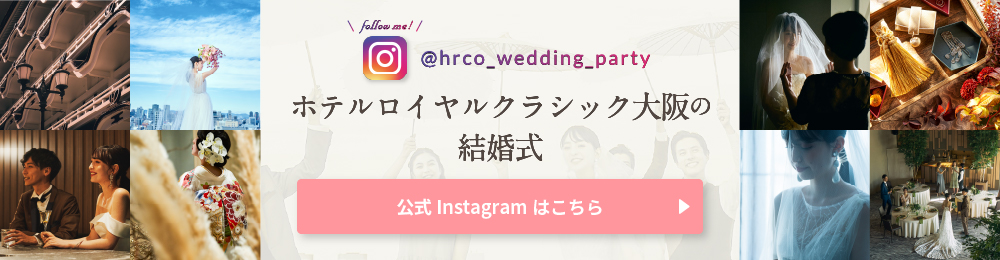 \ follow me! /
@hrco_wedding_party
ホテルロイヤルクラシック大阪の
結婚式
公式 Instagram はこちら